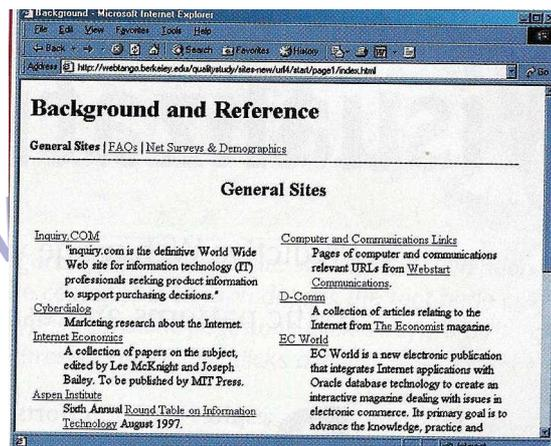 Background - Microsoft Internet Explorer
File Edit View Favorites Tools Help
Back Search Favorites History
Address http://webtango.berkeley.edu/qualitystudy/sites-new/url4/start/page1/index.html Go
Background and Reference
General Sites | FAQs | Net Surveys & Demographics
General Sites
Inquiry.COM
"inquiry.com is the definitive World Wide
Web site for information technology (IT)
professionals seeking product information
to support purchasing decisions."
Cyberdialog
Marketing research about the Internet.
Internet Economics
A collection of papers on the subject,
edited by Lee McKnight and Joseph
Bailey. To be published by MIT Press.
Aspen Institute
Sixth Annual Round Table on Information
Technology August 1997.
Computer and Communications Links
Pages of computer and communications
relevant URLs from Webstart
Communications.
D-Comm
A collection of articles relating to the
Internet from The Economist magazine.
EC World
EC World is a new electronic publication
that integrates Internet applications with
Oracle database technology to create an
interactive magazine dealing with issues in
electronic commerce. Its primary goal is to
advance the knowledge, practice and